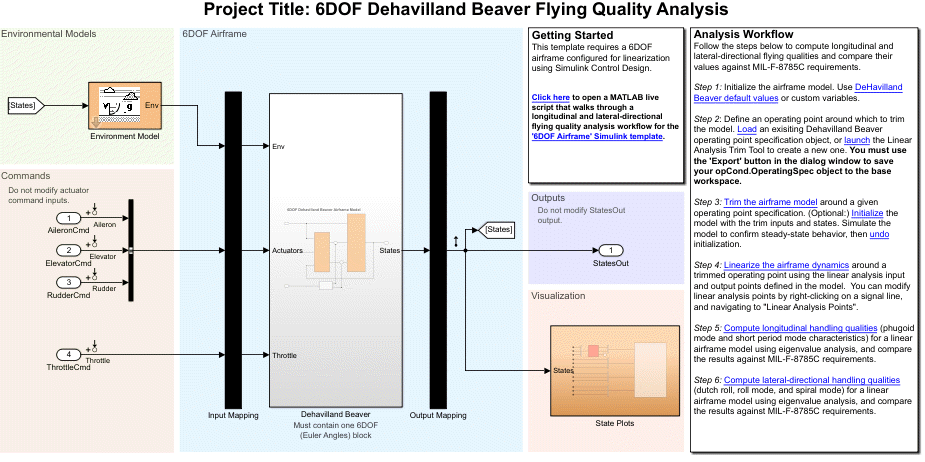 Project Title: 6DOF Dehavilland Beaver Flying Quality Analysis
Environmental Models
[States]
Env
Environment Model
Commands
Do not modify actuator
command inputs.
1
Aileron
AileronCmd
2
Elevator
ElevatorCmd
3
Rudder
RudderCmd
4
Throttle
ThrottleCmd
6DOF Airframe
Input Mapping
Env
Actuators
Throttle
6DOF Dehavilland Beaver Airframe Model
States
Dehavilland Beaver
Must contain one 6DOF
(Euler Angles) block
Output Mapping
[States]
Getting Started
This template requires a 6DOF
airframe configured for linearization
using Simulink Control Design.
Click here to open a MATLAB live
script that walks through a
longitudinal and lateral-directional
flying quality analysis workflow for the
'6DOF Airframe' Simulink template.
Outputs
Do not modify StatesOut
output.
1
StatesOut
Visualization
States
State Plots
Analysis Workflow
Follow the steps below to compute longitudinal and
lateral-directional flying qualities and compare their
values against MIL-F-8785C requirements.
Step 1: Initialize the airframe model. Use DeHavilland
Beaver default values or custom variables.
Step 2: Define an operating point around which to trim
the model. Load an exisiting Dehavilland Beaver
operating point specification object, or launch the Linear
Analysis Trim Tool to create a new one. You must use
the 'Export' button in the dialog window to save
your opCond.OperatingSpec object to the base
workspace.
Step 3: Trim the airframe model around a given
operating point specification. (Optional:) Initialize the
model with the trim inputs and states. Simulate the
model to confirm steady-state behavior, then undo
initialization.
Step 4: Linearize the airframe dynamics around a
trimmed operating point using the linear analysis input
and output points defined in the model. You can modify
linear analysis points by right-clicking on a signal line,
and navigating to "Linear Analysis Points".
Step 5: Compute longitudinal handling qualities (phugoid
mode and short period mode characteristics) for a linear
airframe model using eigenvalue analysis, and compare
the results against MIL-F-8785C requirements.
Step 6: Compute lateral-directional handling qualities
(dutch roll, roll mode, and spiral mode) for a linear
airframe model using eigenvalue analysis, and compare
the results against MIL-F-8785C requirements.